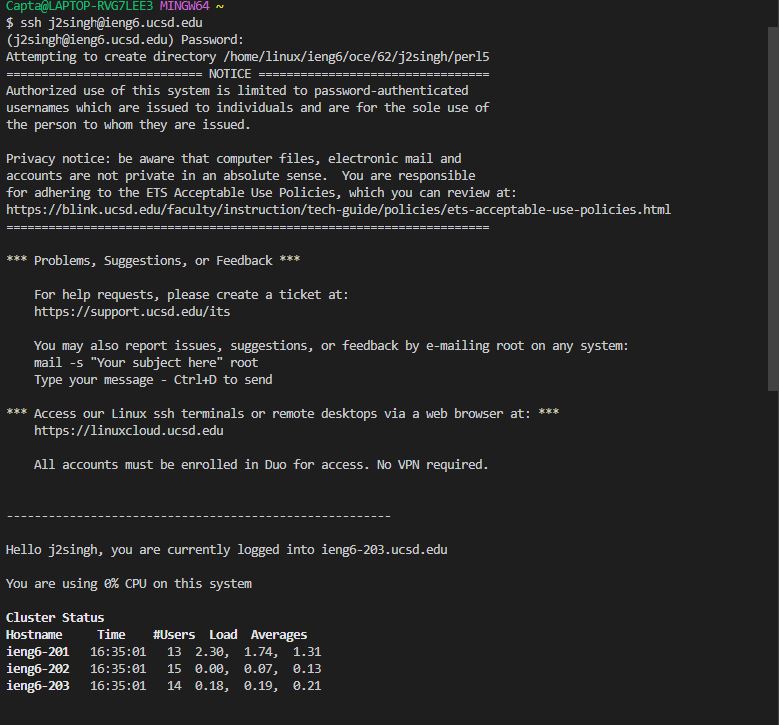 Capta@LAPTOP-RVG7LEE3 MINGW64 ~
$ ssh j2singh@ieng6.ucsd.edu
(j2singh@ieng6.ucsd.edu) Password:
Attempting to create directory /home/linux/ieng6/oce/62/j2singh/perl5
============================ NOTICE =================================
Authorized use of this system is limited to password-authenticated
usernames which are issued to individuals and are for the sole use of
the person to whom they are issued.

Privacy notice: be aware that computer files, electronic mail and
accounts are not private in an absolute sense.  You are responsible
for adhering to the ETS Acceptable Use Policies, which you can review at:
https://blink.ucsd.edu/faculty/instruction/tech-guide/policies/ets-acceptable-use-policies.html
=====================================================================

*** Problems, Suggestions, or Feedback ***

    For help requests, please create a ticket at:
    https://support.ucsd.edu/its

    You may also report issues, suggestions, or feedback by e-mailing root on any system:
    mail -s "Your subject here" root
    Type your message - Ctrl+D to send

*** Access our Linux ssh terminals or remote desktops via a web browser at: ***
    https://linuxcloud.ucsd.edu

    All accounts must be enrolled in Duo for access. No VPN required.


-------------------------------------------------------

Hello j2singh, you are currently logged into ieng6-203.ucsd.edu

You are using 0% CPU on this system

Cluster Status
Hostname     Time    #Users  Load  Averages
ieng6-201   16:35:01   13  2.30,  1.74,  1.31
ieng6-202   16:35:01   15  0.00,  0.07,  0.13
ieng6-203   16:35:01   14  0.18,  0.19,  0.21